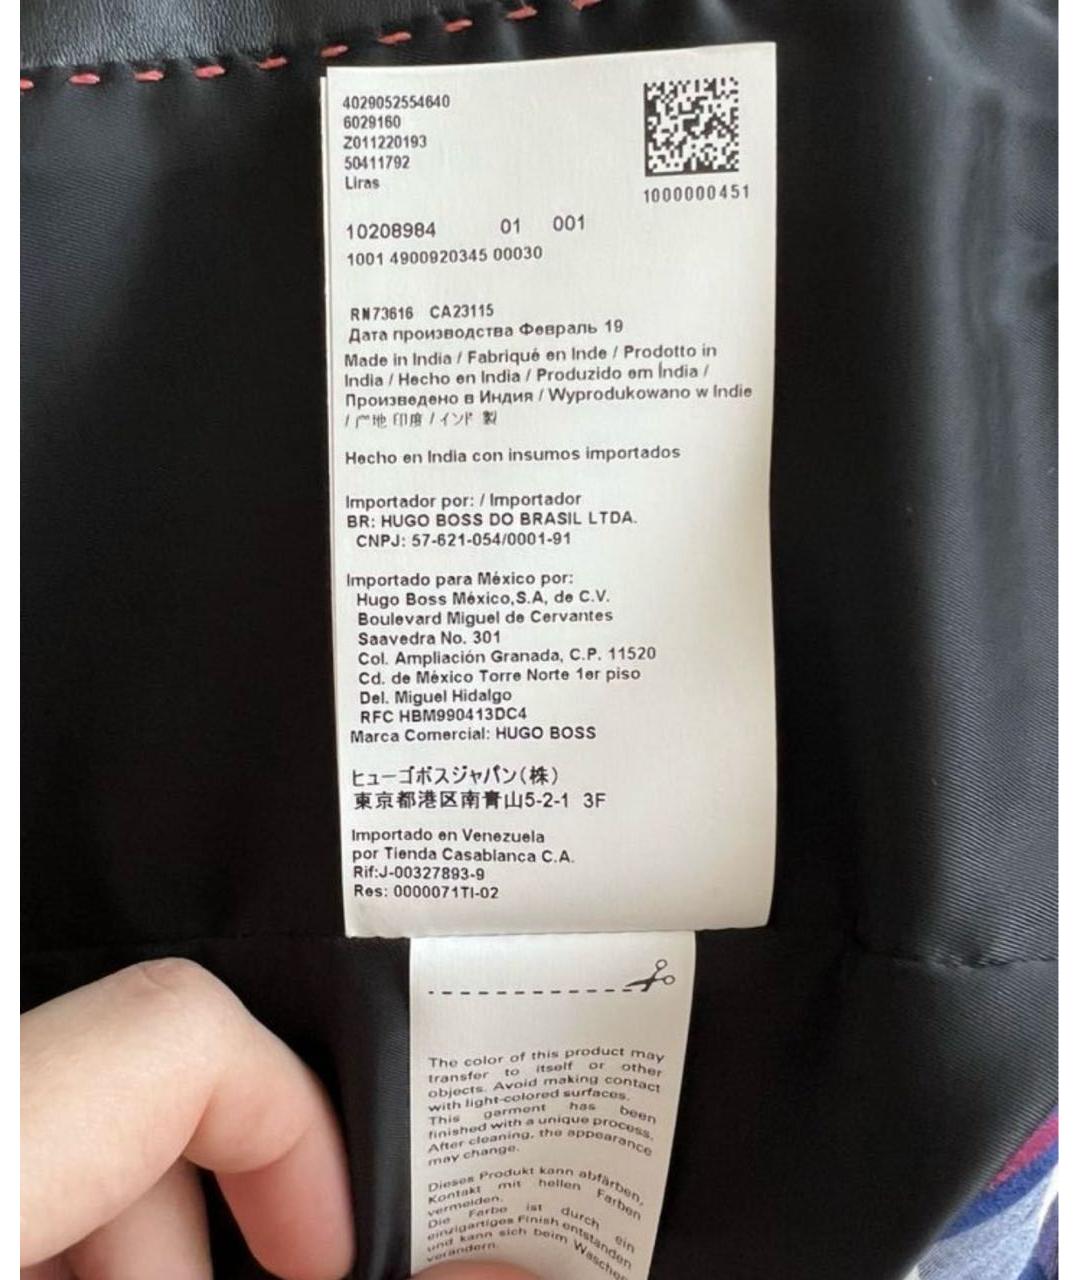 4029052554640
6029160
Z011220193
50411792
Liras
1000000451
10208984 01 001
1001 4900920345 00030
RN73616 CA23115
Дата производства Февраль 19
Made in India / Fabriqué en Inde / Prodotto in
India / Hecho en India / Produzido em Índia /
Произведено в Индия / Wyprodukowano w Indie
/ 产地 印度 / インド 製
Hecho en India con insumos importados
Importador por: / Importador
BR: HUGO BOSS DO BRASIL LTDA.
CNPJ: 57-621-054/0001-91
Importado para México por:
Hugo Boss México,S.A, de C.V.
Boulevard Miguel de Cervantes
Saavedra No. 301
Col. Ampliación Granada, C.P. 11520
Cd. de México Torre Norte 1er piso
Del. Miguel Hidalgo
RFC HBM990413DC4
Marca Comercial: HUGO BOSS
ヒューゴボスジャパン(株)
東京都港区南青山5-2-1 3F
Importado en Venezuela
por Tienda Casablanca C.A.
Rif:J-00327893-9
Res: 0000071TI-02
The color of this product may
transfer to itself or other
objects. Avoid making contact
with light-colored surfaces.
This garment has been
finished with a unique process.
After cleaning, the appearance
may change.
Dieses Produkt kann abfärben,
Kontakt mit hellen Farben
vermeiden.
Die Farbe ist durch ein
einzigartiges Finish entstanden
und kann sich beim Waschen
verändern.